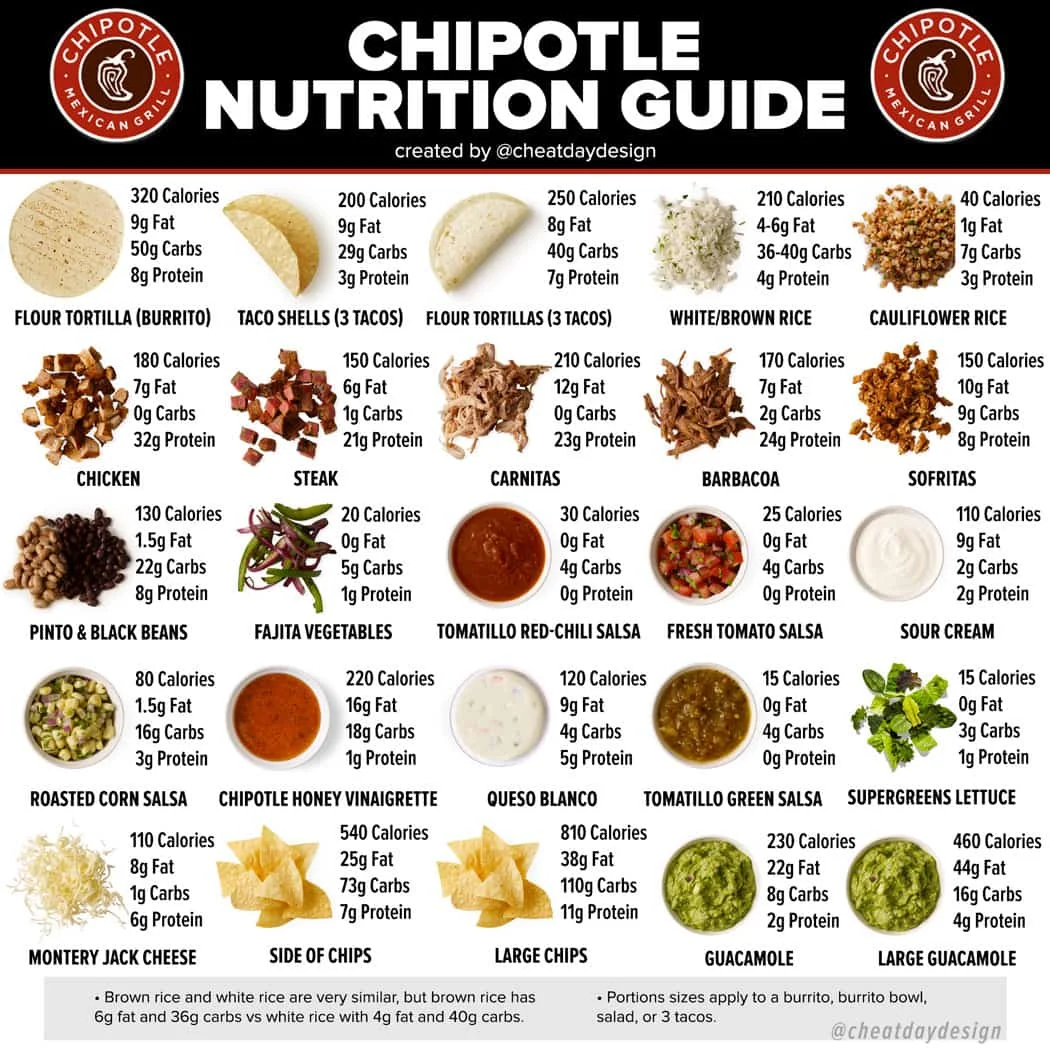 CHIPOTLE
MEXICAN GRILL
CHIPOTLE
NUTRITION GUIDE
created by @cheatdaydesign
CHIPOTLE
MEXICAN GRILL
320 Calories
9g Fat
50g Carbs
8g Protein
FLOUR TORTILLA (BURRITO)
200 Calories
9g Fat
29g Carbs
3g Protein
TACO SHELLS (3 TACOS)
250 Calories
8g Fat
40g Carbs
7g Protein
FLOUR TORTILLAS (3 TACOS)
210 Calories
4-6g Fat
36-40g Carbs
4g Protein
WHITE/BROWN RICE
40 Calories
1g Fat
7g Carbs
3g Protein
CAULIFLOWER RICE
180 Calories
7g Fat
0g Carbs
32g Protein
CHICKEN
150 Calories
6g Fat
1g Carbs
21g Protein
STEAK
210 Calories
12g Fat
0g Carbs
23g Protein
CARNITAS
170 Calories
7g Fat
2g Carbs
24g Protein
BARBACOA
150 Calories
10g Fat
9g Carbs
8g Protein
SOFRITAS
130 Calories
1.5g Fat
22g Carbs
8g Protein
PINTO & BLACK BEANS
20 Calories
0g Fat
5g Carbs
1g Protein
FAJITA VEGETABLES
30 Calories
0g Fat
4g Carbs
0g Protein
TOMATILLO RED-CHILI SALSA
25 Calories
0g Fat
4g Carbs
0g Protein
FRESH TOMATO SALSA
110 Calories
9g Fat
2g Carbs
2g Protein
SOUR CREAM
80 Calories
1.5g Fat
16g Carbs
3g Protein
ROASTED CORN SALSA
220 Calories
16g Fat
18g Carbs
1g Protein
CHIPOTLE HONEY VINAIGRETTE
120 Calories
9g Fat
4g Carbs
5g Protein
QUESO BLANCO
15 Calories
0g Fat
4g Carbs
0g Protein
TOMATILLO GREEN SALSA
15 Calories
0g Fat
3g Carbs
1g Protein
SUPERGREENS LETTUCE
110 Calories
8g Fat
1g Carbs
6g Protein
MONTERY JACK CHEESE
540 Calories
25g Fat
73g Carbs
7g Protein
SIDE OF CHIPS
810 Calories
38g Fat
110g Carbs
11g Protein
LARGE CHIPS
230 Calories
22g Fat
8g Carbs
2g Protein
GUACAMOLE
460 Calories
44g Fat
16g Carbs
4g Protein
LARGE GUACAMOLE
• Brown rice and white rice are very similar, but brown rice has
6g fat and 36g carbs vs white rice with 4g fat and 40g carbs.
• Portions sizes apply to a burrito, burrito bowl,
salad, or 3 tacos.
@cheatdaydesign